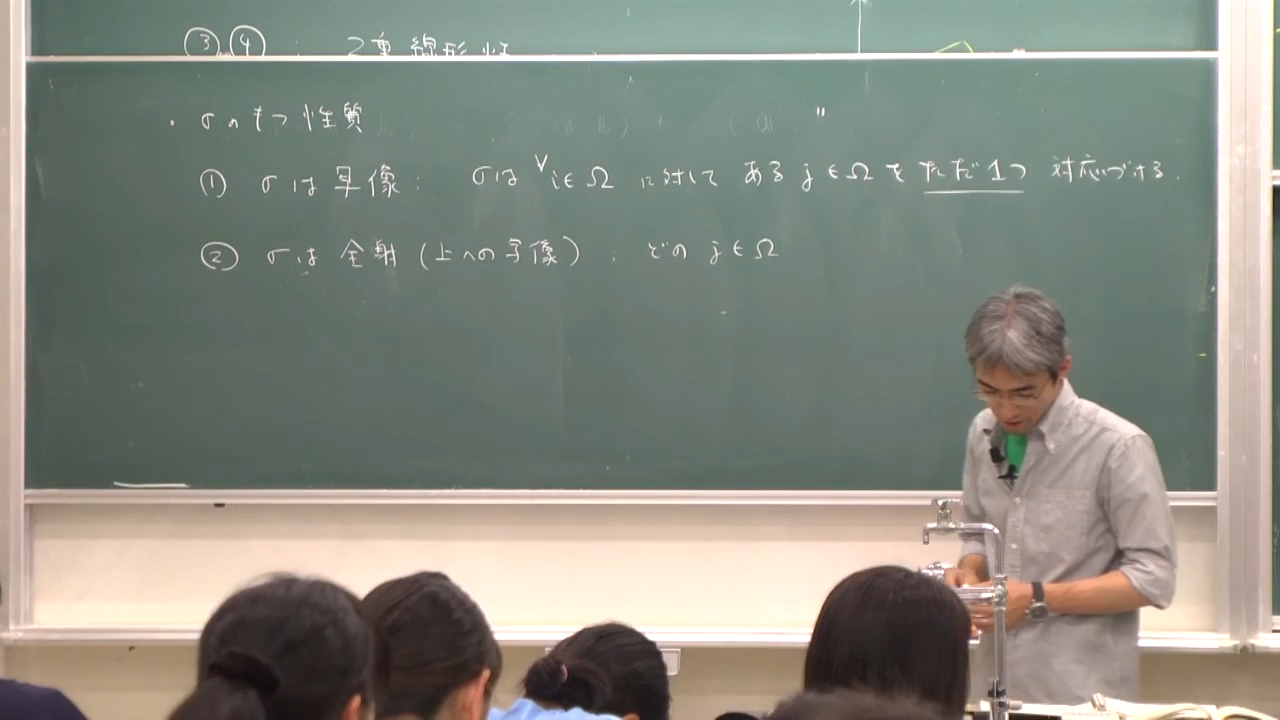 ③, ④ : 2重線形性
・ σのもつ性質 "
① σは写像: σは ∀i∈Ω に対して ある j∈Ω を ただ1つ 対応づける.
② σは 全射 (上への写像) : どの j∈Ω